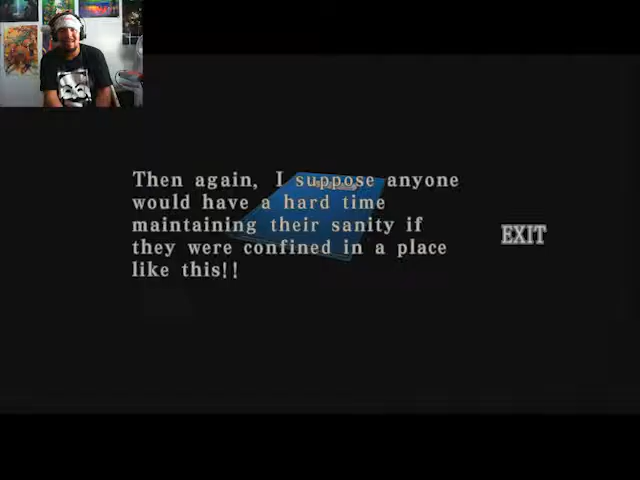 Then again, I suppose anyone
would have a hard time
maintaining their sanity if
they were confined in a place
like this!!
EXIT